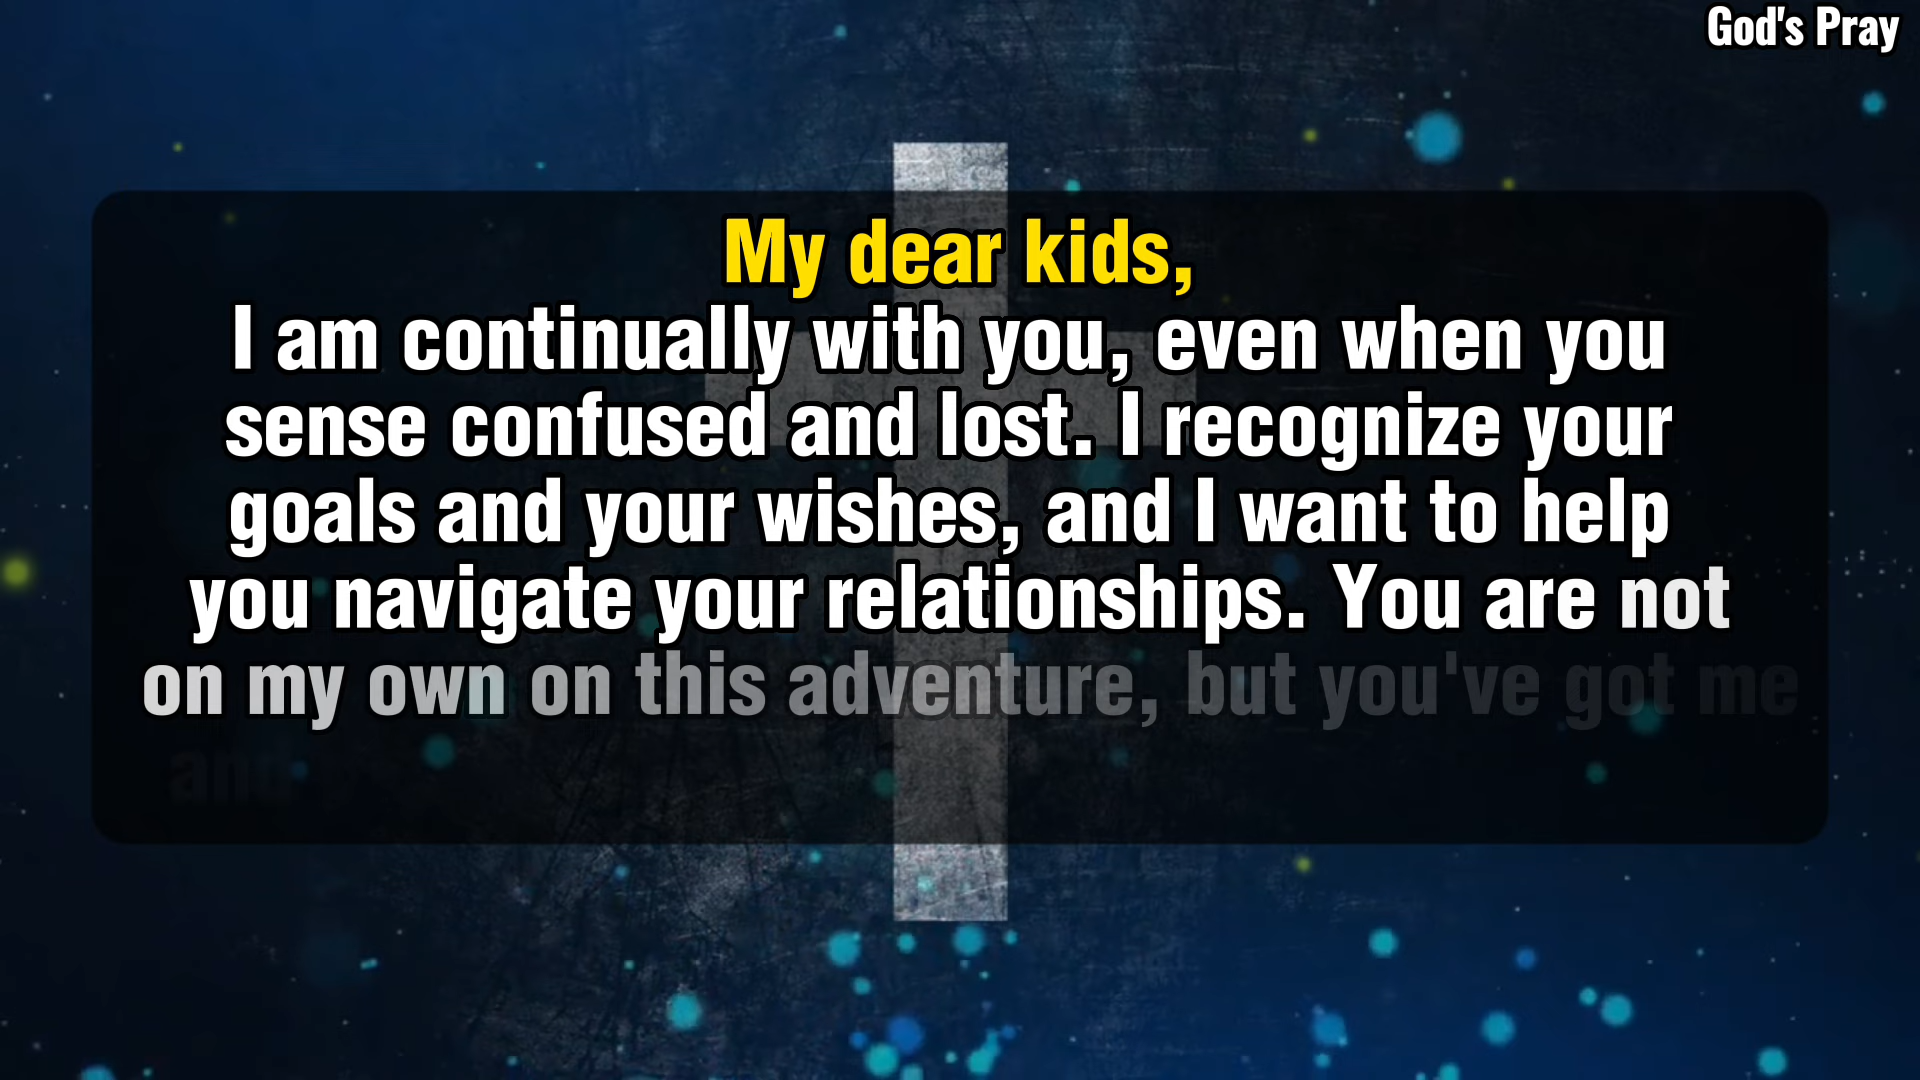 God's Pray
My dear kids,
I am continually with you, even when you
sense confused and lost. I recognize your
goals and your wishes, and I want to help
you navigate your relationships. You are not
on my own on this adventure, but you've got me
and